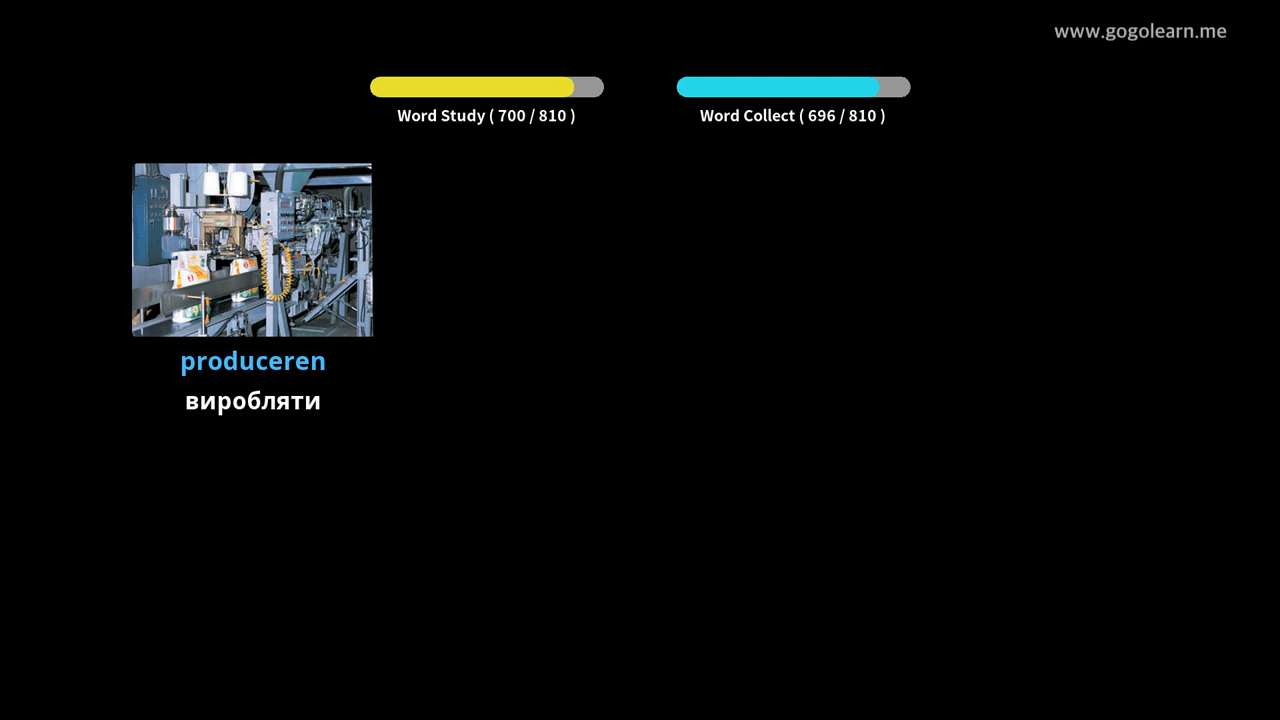 www.gogolearn.me
Word Study ( 700 / 810 )
Word Collect ( 696 / 810 )
produceren
виробляти